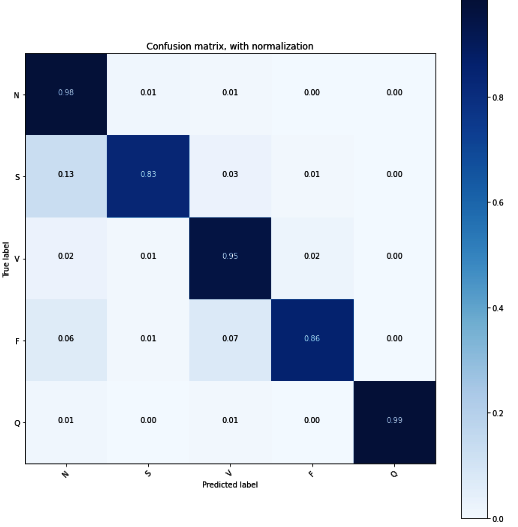 Confusion matrix, with normalization
N 0.98 0.01 0.01 0.00 0.00
S 0.13 0.83 0.03 0.01 0.00
V 0.02 0.01 0.95 0.02 0.00
F 0.06 0.01 0.07 0.86 0.00
Q 0.01 0.00 0.01 0.00 0.99
N S V F Q
True label
Predicted label
0.8
0.6
0.4
0.2
0.0